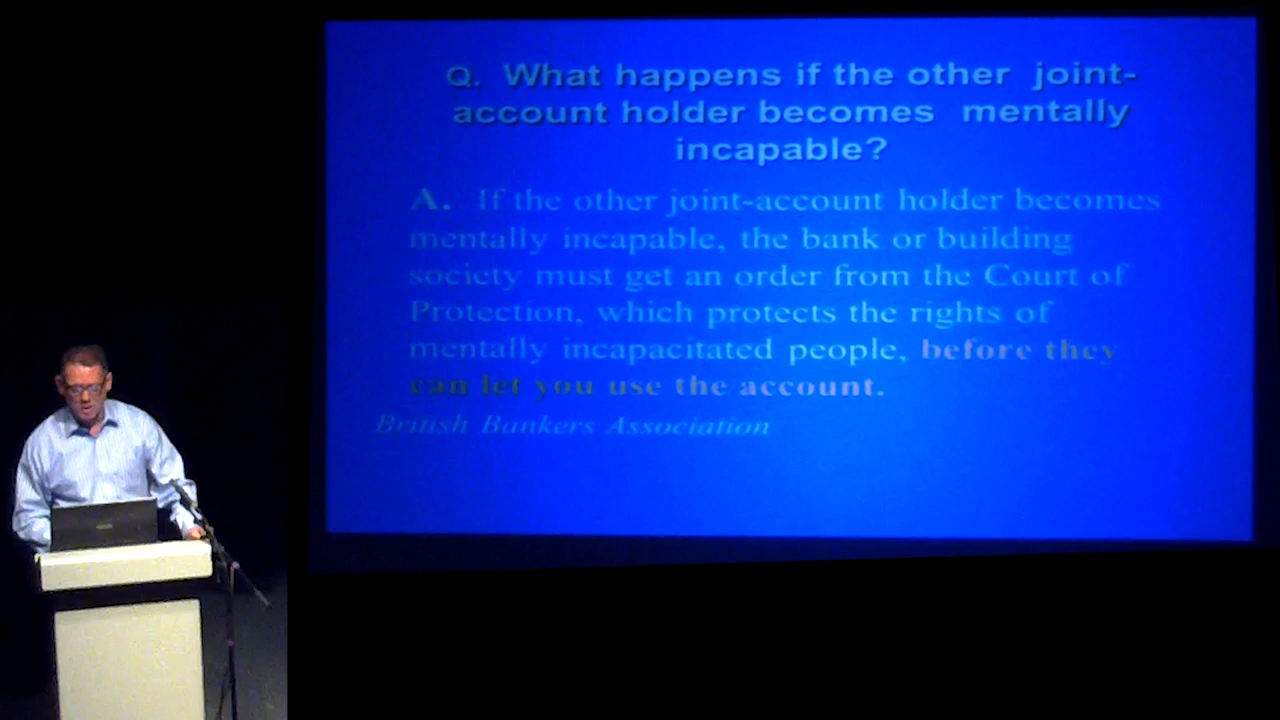 Q. What happens if the other joint-
account holder becomes mentally
incapable?
A. If the other joint-account holder becomes
mentally incapable, the bank or building
society must get an order from the Court of
Protection, which protects the rights of
mentally incapacitated people, before they
can let you use the account.
British Bankers Association